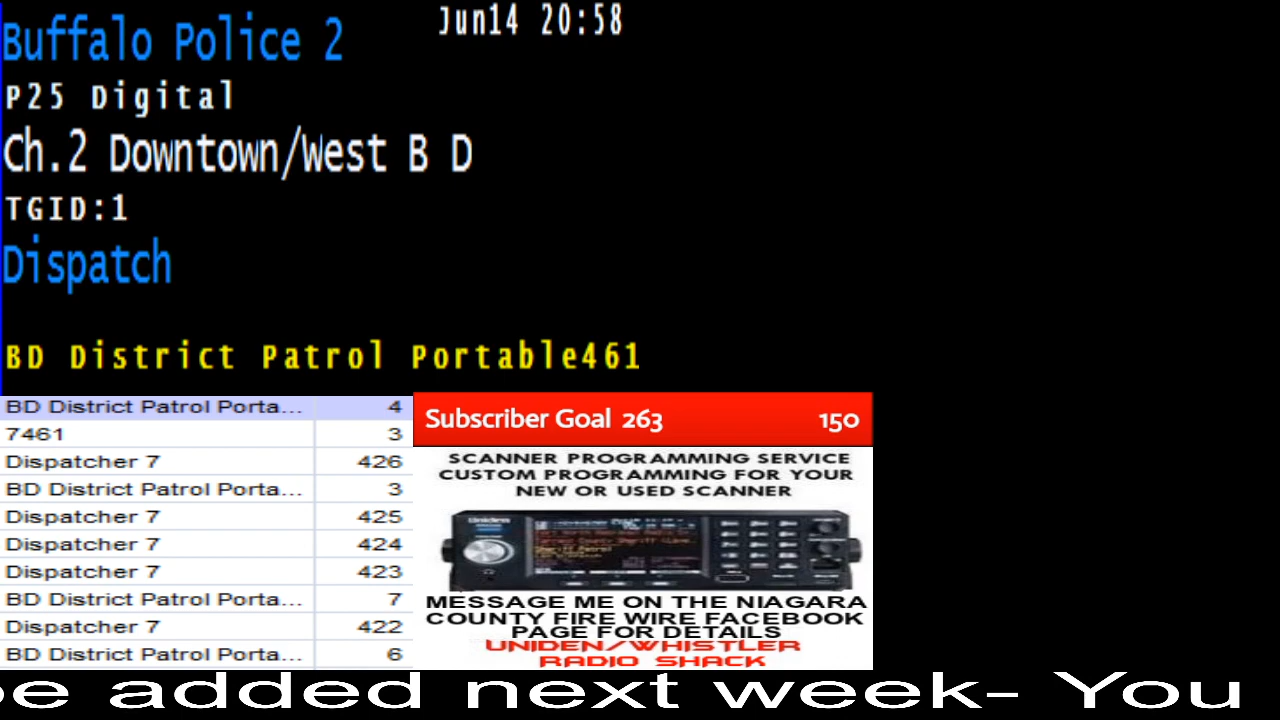 Buffalo Police 2
Jun14 20:58
P25 Digital
Ch.2 Downtown/West B D
TGID:1
Dispatch
BD District Patrol Portable461
BD District Patrol Porta... 4
7461 3
Dispatcher 7 426
BD District Patrol Porta... 3
Dispatcher 7 425
Dispatcher 7 424
Dispatcher 7 423
BD District Patrol Porta... 7
Dispatcher 7 422
BD District Patrol Porta... 6
Subscriber Goal 263 150
SCANNER PROGRAMMING SERVICE
CUSTOM PROGRAMMING FOR YOUR
NEW OR USED SCANNER
Uniden
MESSAGE ME ON THE NIAGARA
COUNTY FIRE WIRE FACEBOOK
PAGE FOR DETAILS
UNIDEN/WHISTLER
RADIO SHACK
be added next week- You